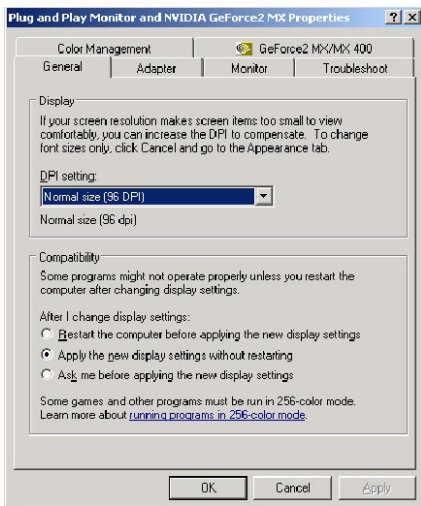 Plug and Play Monitor and NVIDIA GeForce2 MX Properties
Color Management
GeForce2 MX/MX 400
General
Adapter
Monitor
Troubleshoot
Display
If your screen resolution makes screen items too small to view
comfortably, you can increase the DPI to compensate. To change
font sizes only, click Cancel and go to the Appearance tab.
DPI setting:
Normal size (96 DPI)
Normal size (96 dpi)
Compatibility
Some programs might not operate properly unless you restart the
computer after changing display settings.
After I change display settings:
Restart the computer before applying the new display settings
Apply the new display settings without restarting
Ask me before applying the new display settings
Some games and other programs must be run in 256-color mode.
Learn more about running programs in 256-color mode.
OK
Cancel
Apply